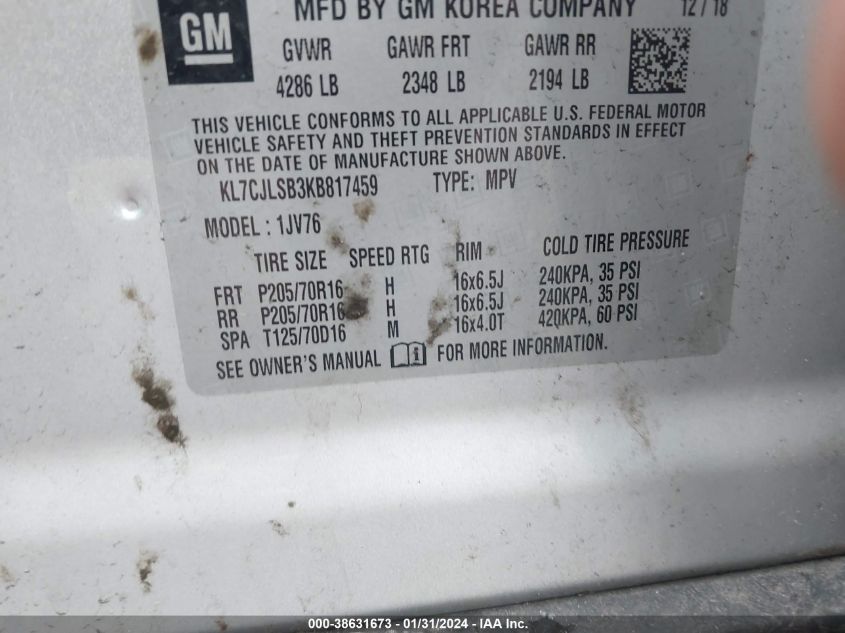 MFD BY GM KOREA COMPANY 12/18
GM
GVWR GAWR FRT GAWR RR
4286 LB 2348 LB 2194 LB
THIS VEHICLE CONFORMS TO ALL APPLICABLE U.S. FEDERAL MOTOR
VEHICLE SAFETY AND THEFT PREVENTION STANDARDS IN EFFECT
ON THE DATE OF MANUFACTURE SHOWN ABOVE.
KL7CJLSB3KB817459 TYPE: MPV
MODEL : 1JV76
TIRE SIZE SPEED RTG RIM COLD TIRE PRESSURE
FRT P205/70R16 H 16x6.5J 240KPA, 35 PSI
RR P205/70R16 H 16x6.5J 240KPA, 35 PSI
SPA T125/70D16 M 16x4.0T 420KPA, 60 PSI
SEE OWNER'S MANUAL i FOR MORE INFORMATION.
000-38631673 - 01/31/2024 - IAA Inc.